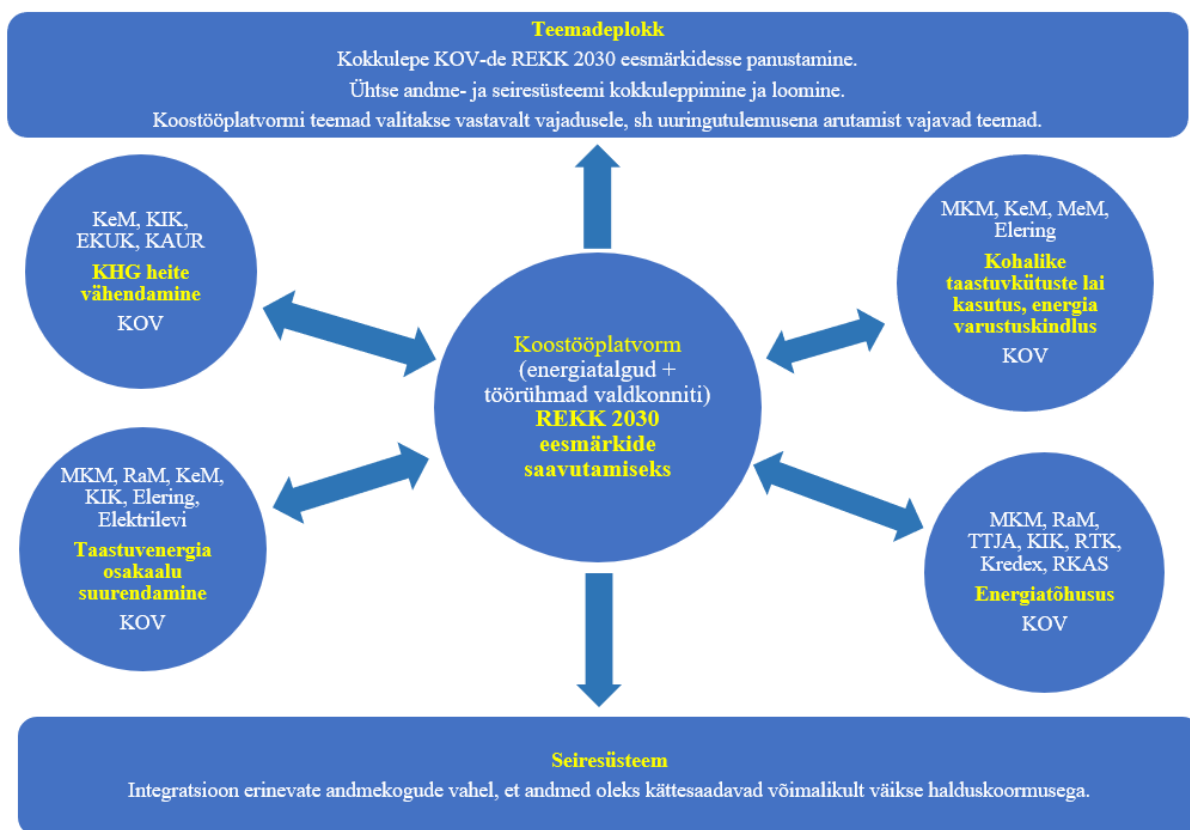 Teemadeplokk
Kokkulepe KOV-de REKK 2030 eesmärkidesse panustamine.
Ühtse andme- ja seiresüsteemi kokkuleppimine ja loomine.
Koostööplatvormi teemad valitakse vastavalt vajadusele, sh uuringutulemusena arutamist vajavad teemad.
KeM, KIK,
EKUK, KAUR
KHG heite
vähendamine
KOV
MKM, KeM, MeM,
Elering
Kohalike
taastuvkütuste lai
kasutus, energia
varustuskindlus
KOV
Koostööplatvorm
(energiatalgud +
töörühmad valdkonniti)
REKK 2030
eesmärkide
saavutamiseks
MKM, RaM, KeM,
KIK, Elering,
Elektrilevi
Taastuvenergia
osakaalu
suurendamine
KOV
MKM, RaM,
TTJA, KIK, RTK,
Kredex, RKAS
Energiatõhusus
KOV
Seiresüsteem
Integratsioon erinevate andmekogude vahel, et andmed oleks kättesaadavad võimalikult väikse halduskoormusega.